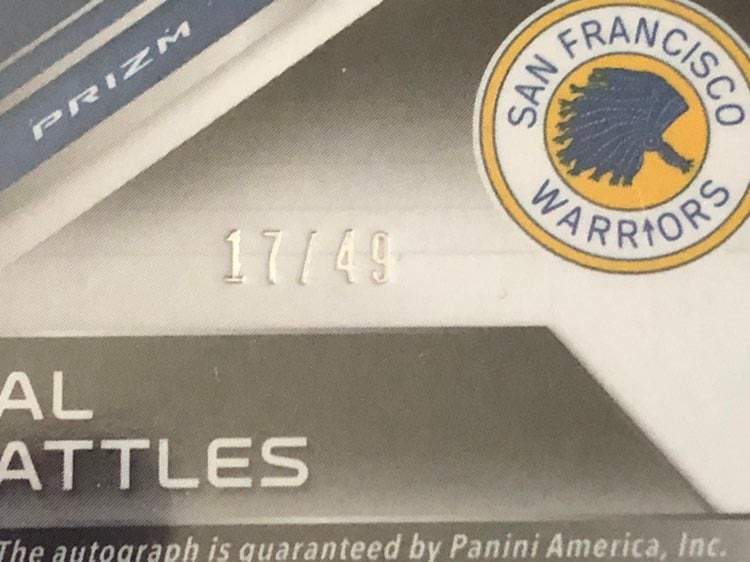 PRIZM
SAN FRANCISCO
WARRIORS
17/49
AL
ATTLES
The autograph is guaranteed by Panini America, Inc.